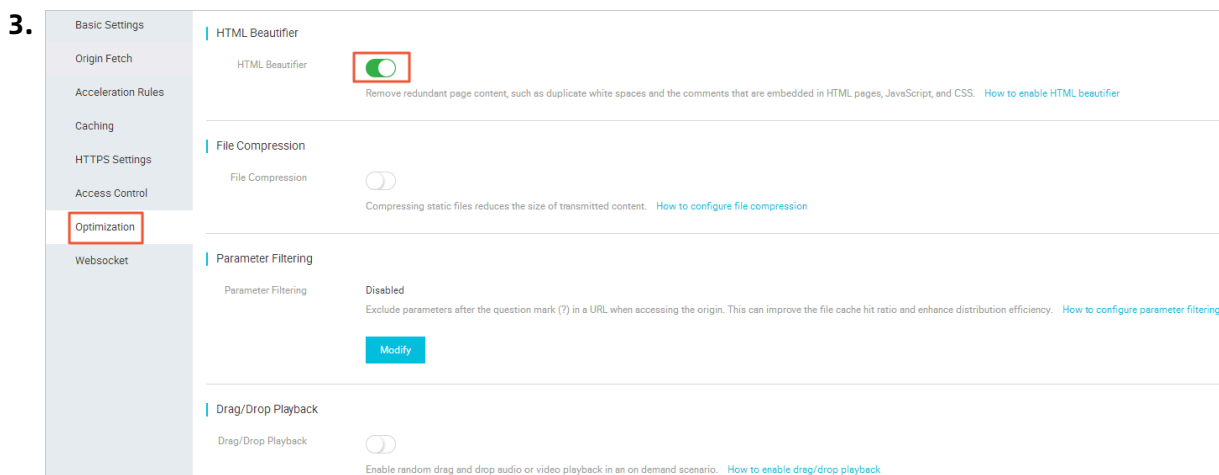 3.
Basic Settings
Origin Fetch
Acceleration Rules
Caching
HTTPS Settings
Access Control
Optimization
Websocket
HTML Beautifier
HTML Beautifier
Remove redundant page content, such as duplicate white spaces and the comments that are embedded in HTML pages, JavaScript, and CSS. How to enable HTML beautifier
File Compression
File Compression
Compressing static files reduces the size of transmitted content. How to configure file compression
Parameter Filtering
Parameter Filtering Disabled
Exclude parameters after the question mark (?) in a URL when accessing the origin. This can improve the file cache hit ratio and enhance distribution efficiency. How to configure parameter filtering
Modify
Drag/Drop Playback
Drag/Drop Playback
Enable random drag and drop audio or video playback in an on demand scenario. How to enable drag/drop playback